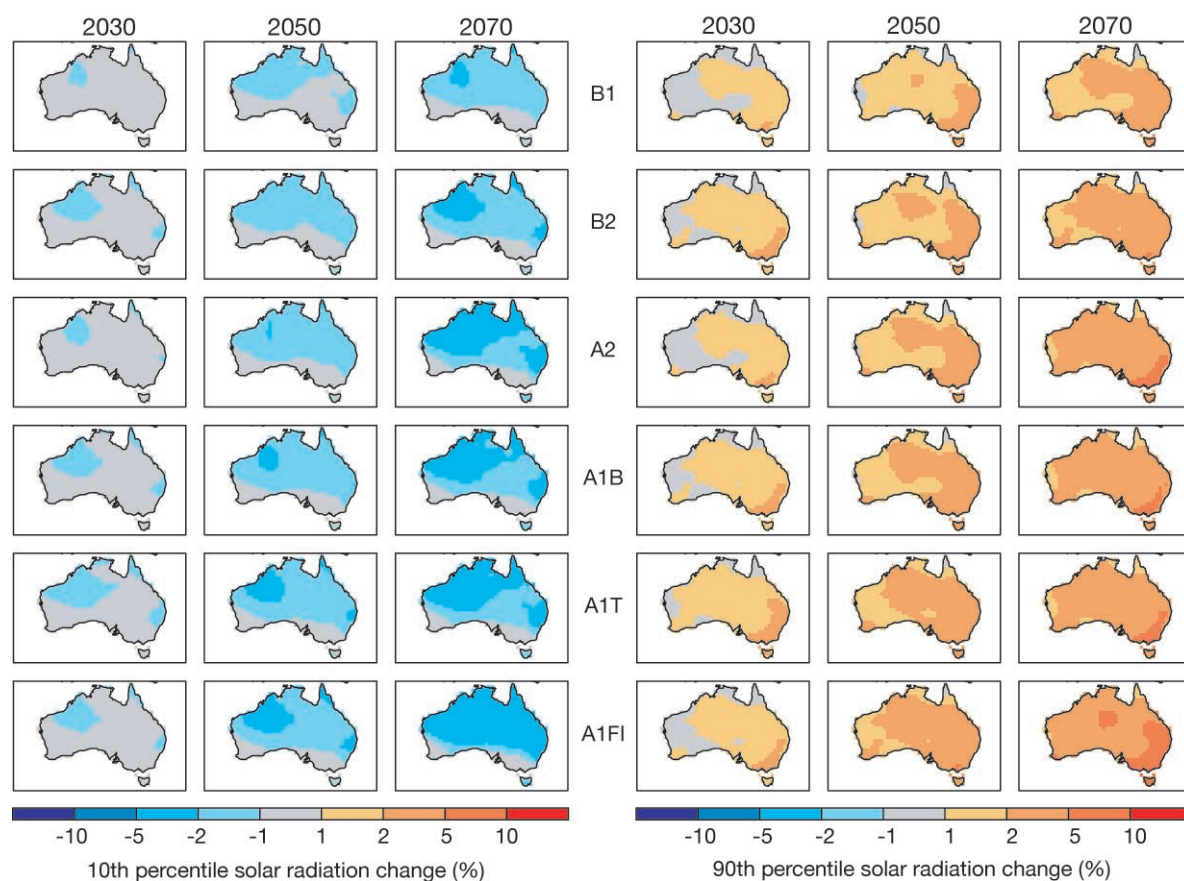 2030 2050 2070 2030 2050 2070
B1
B2
A2
A1B
A1T
A1FI
-10 -5 -2 -1 1 2 5 10 -10 -5 -2 -1 1 2 5 10
10th percentile solar radiation change (%) 90th percentile solar radiation change (%)